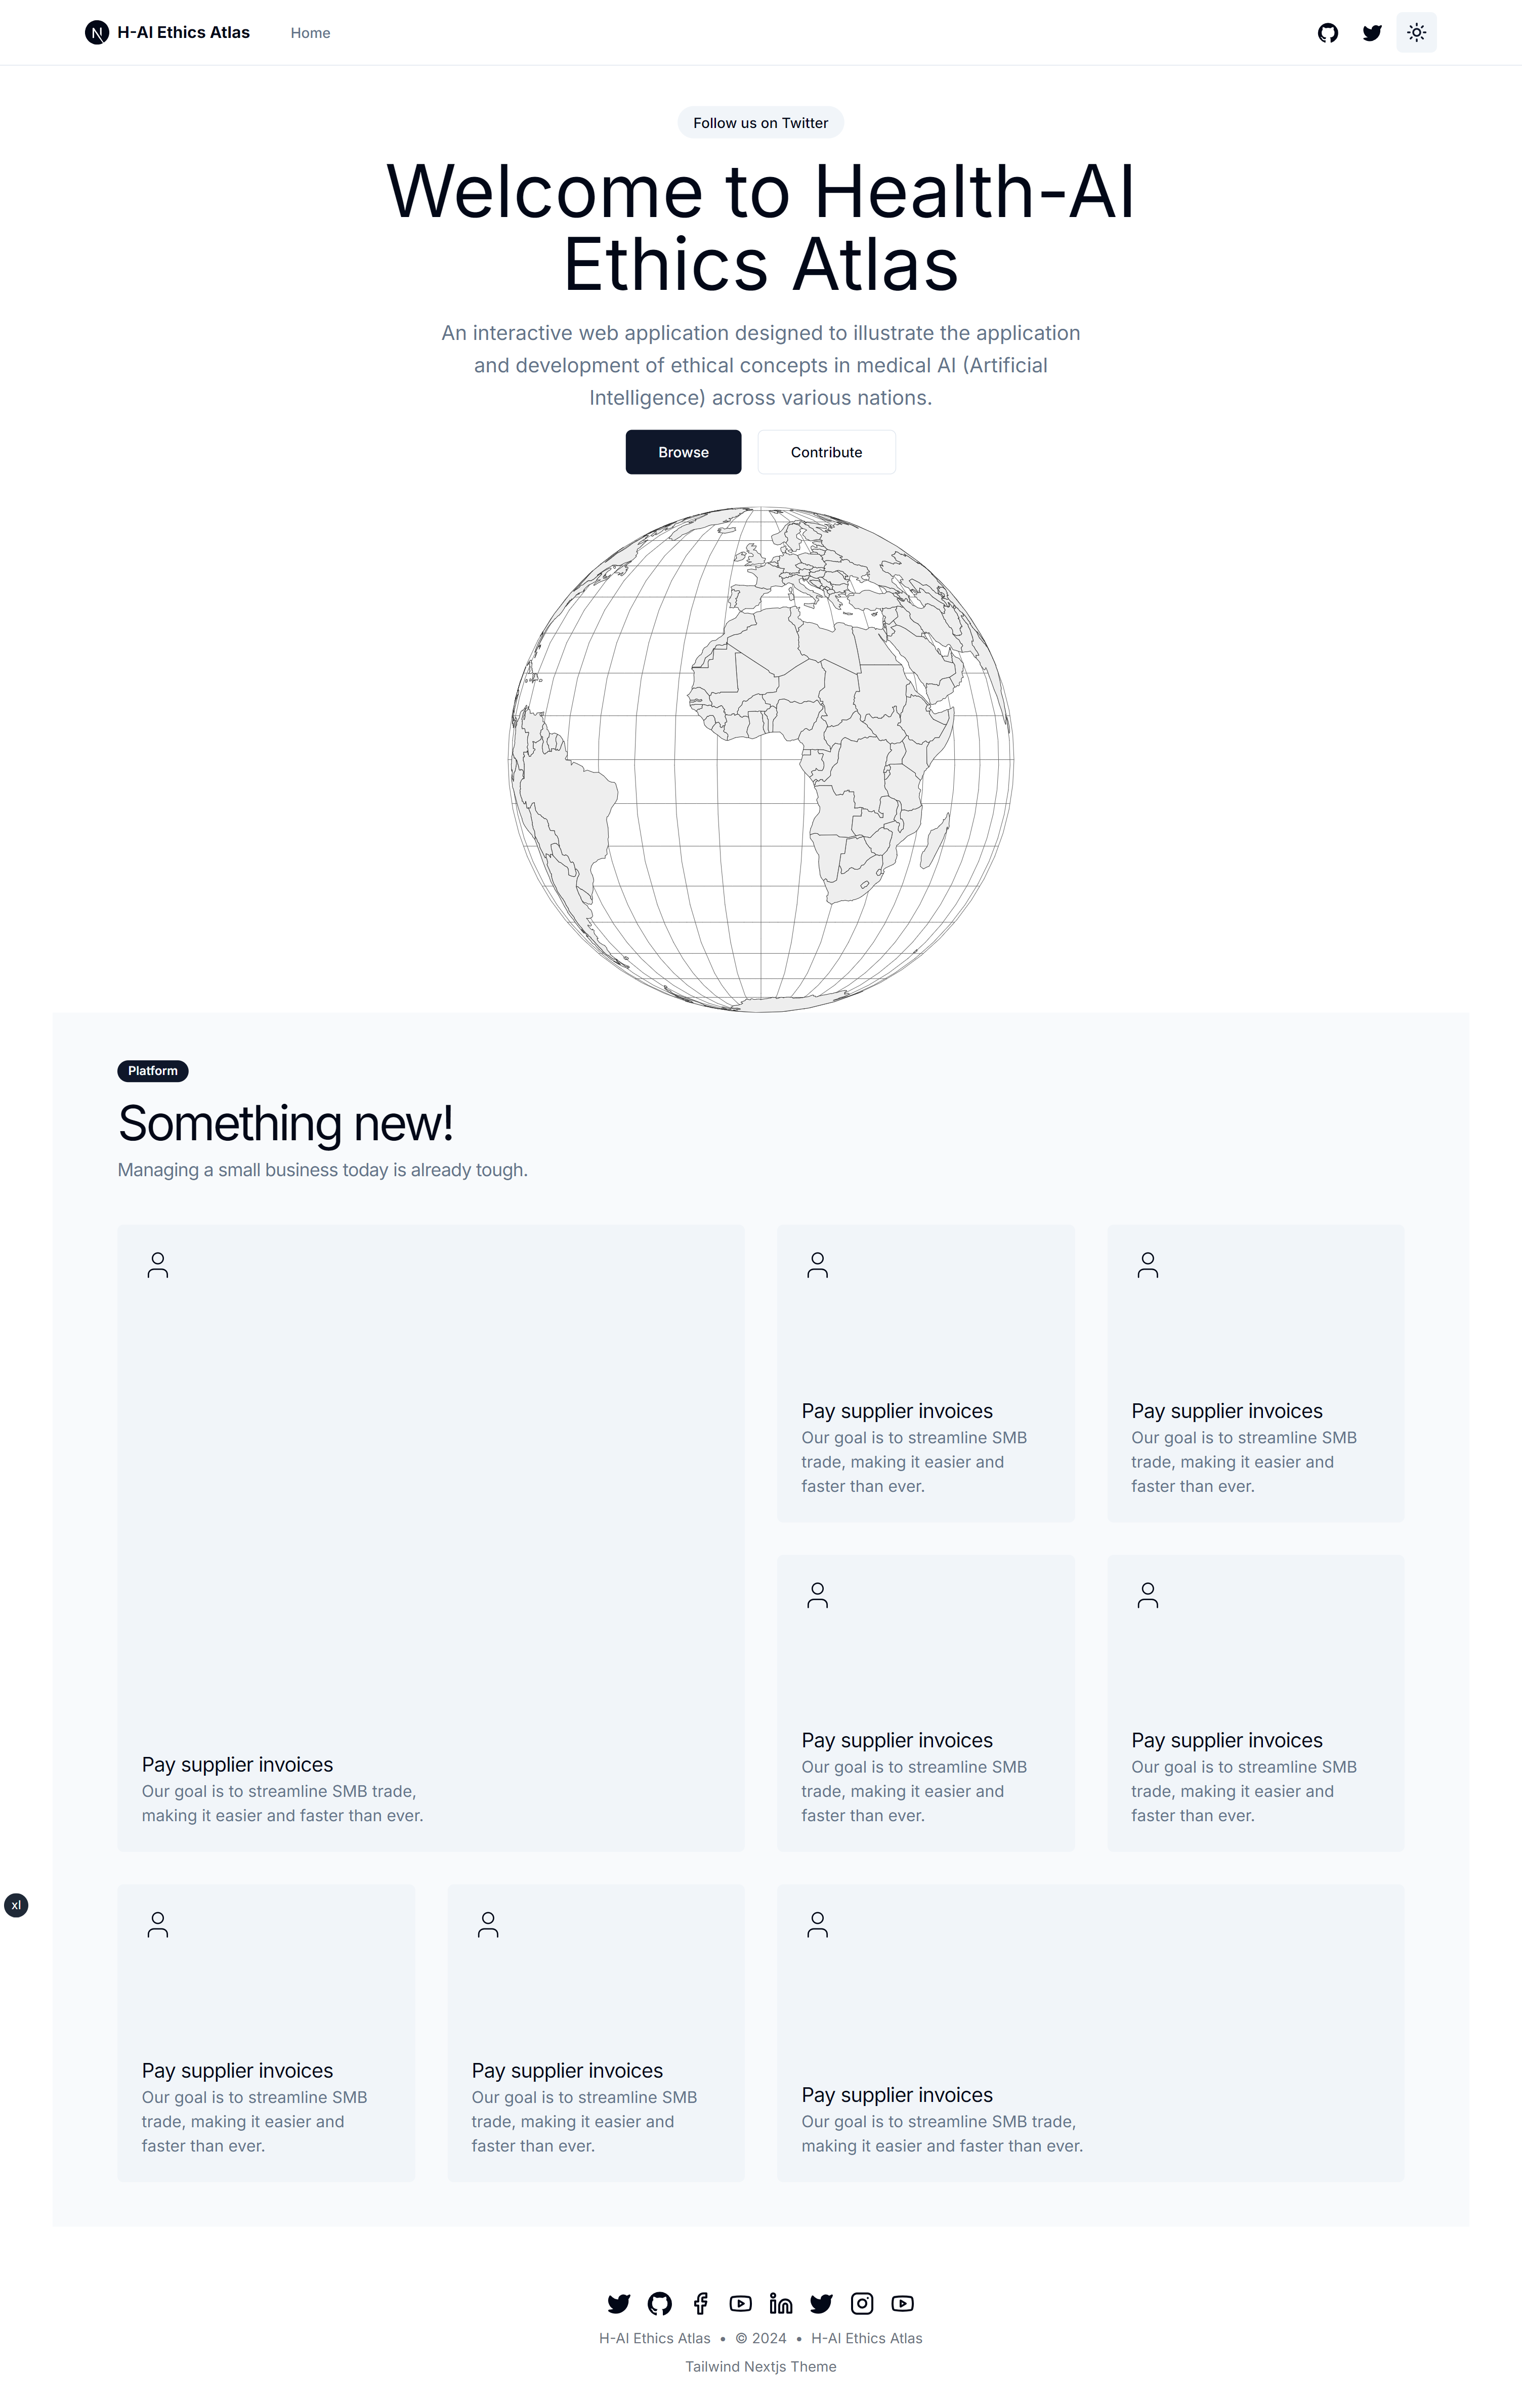 H-AI Ethics Atlas
Home
Follow us on Twitter
Welcome to Health-AI
Ethics Atlas
An interactive web application designed to illustrate the application
and development of ethical concepts in medical AI (Artificial
Intelligence) across various nations.
Browse
Contribute
Platform
Something new!
Managing a small business today is already tough.
Pay supplier invoices
Our goal is to streamline SMB trade,
making it easier and faster than ever.
Pay supplier invoices
Our goal is to streamline SMB
trade, making it easier and
faster than ever.
Pay supplier invoices
Our goal is to streamline SMB
trade, making it easier and
faster than ever.
Pay supplier invoices
Our goal is to streamline SMB
trade, making it easier and
faster than ever.
Pay supplier invoices
Our goal is to streamline SMB
trade, making it easier and
faster than ever.
xl
Pay supplier invoices
Our goal is to streamline SMB
trade, making it easier and
faster than ever.
Pay supplier invoices
Our goal is to streamline SMB
trade, making it easier and
faster than ever.
Pay supplier invoices
Our goal is to streamline SMB trade,
making it easier and faster than ever.
H-AI Ethics Atlas • © 2024 • H-AI Ethics Atlas
Tailwind Nextjs Theme